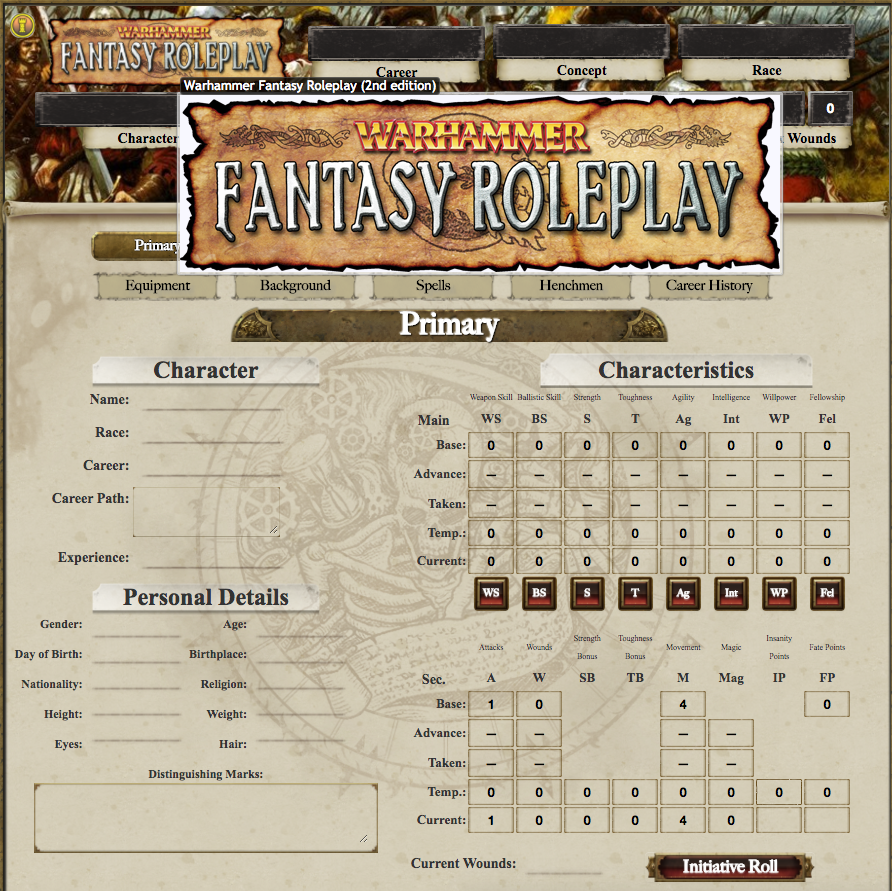 WARHAMMER
FANTASY ROLEPLAY
Career
Concept
Race
Warhammer Fantasy Roleplay (2nd edition)
0
Character
Wounds
WARHAMMER
FANTASY ROLEPLAY
Primary
Equipment
Background
Spells
Henchmen
Career History
Primary
Character
Name:
Race:
Career:
Career Path:
Experience:
Personal Details
Gender: Age:
Day of Birth: Birthplace:
Nationality: Religion:
Height: Weight:
Eyes: Hair:
Distinguishing Marks:
Characteristics
Weapon Skill Ballistic Skill Strength Toughness Agility Intelligence Willpower Fellowship
Main WS BS S T Ag Int WP Fel
Base: 0 0 0 0 0 0 0 0
Advance: – – – – – – – –
Taken: – – – – – – – –
Temp.: 0 0 0 0 0 0 0 0
Current: 0 0 0 0 0 0 0 0
WS BS S T Ag Int WP Fel
Attacks Wounds Strength Bonus Toughness Bonus Movement Magic Insanity Points Fate Points
Sec. A W SB TB M Mag IP FP
Base: 1 0 4 0
Advance: – – – –
Taken: – – – –
Temp.: 0 0 0 0 0 0 0 0
Current: 1 0 0 0 4 0
Current Wounds:
Initiative Roll